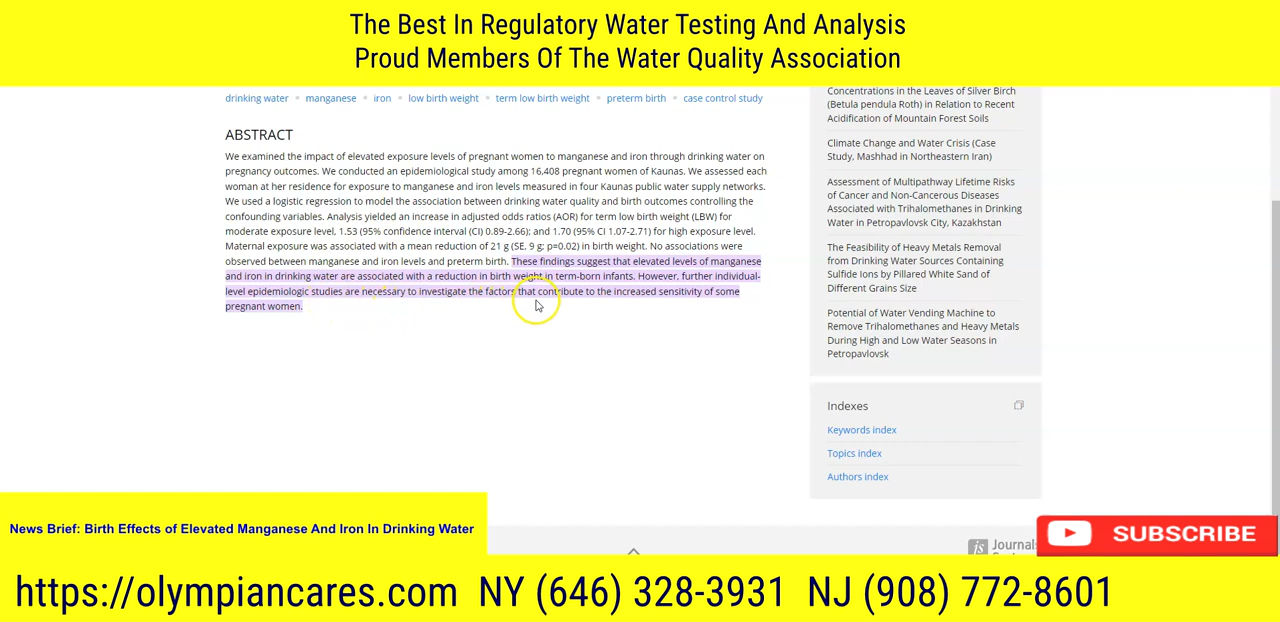 The Best In Regulatory Water Testing And Analysis
Proud Members Of The Water Quality Association
drinking water • manganese • iron • low birth weight • term low birth weight • preterm birth • case control study
ABSTRACT
We examined the impact of elevated exposure levels of pregnant women to manganese and iron through drinking water on
pregnancy outcomes. We conducted an epidemiological study among 16,408 pregnant women of Kaunas. We assessed each
woman at her residence for exposure to manganese and iron levels measured in four Kaunas public water supply networks.
We used a logistic regression to model the association between drinking water quality and birth outcomes controlling the
confounding variables. Analysis yielded an increase in adjusted odds ratios (AOR) for term low birth weight (LBW) for
moderate exposure level, 1.53 (95% confidence interval (CI) 0.89-2.66); and 1.70 (95% CI 1.07-2.71) for high exposure level.
Maternal exposure was associated with a mean reduction of 21 g (SE, 9 g; p=0.02) in birth weight. No associations were
observed between manganese and iron levels and preterm birth. These findings suggest that elevated levels of manganese
and iron in drinking water are associated with a reduction in birth weight in term-born infants. However, further individual-
level epidemiologic studies are necessary to investigate the factors that contribute to the increased sensitivity of some
pregnant women.
Concentrations in the Leaves of Silver Birch
(Betula pendula Roth) in Relation to Recent
Acidification of Mountain Forest Soils
Climate Change and Water Crisis (Case
Study, Mashhad in Northeastern Iran)
Assessment of Multipathway Lifetime Risks
of Cancer and Non-Cancerous Diseases
Associated with Trihalomethanes in Drinking
Water in Petropavlovsk City, Kazakhstan
The Feasibility of Heavy Metals Removal
from Drinking Water Sources Containing
Sulfide Ions by Pillared White Sand of
Different Grains Size
Potential of Water Vending Machine to
Remove Trihalomethanes and Heavy Metals
During High and Low Water Seasons in
Petropavlovsk
Indexes
Keywords index
Topics index
Authors index
News Brief: Birth Effects of Elevated Manganese And Iron In Drinking Water
is Journals
SUBSCRIBE
https://olympiancares.com NY (646) 328-3931 NJ (908) 772-8601